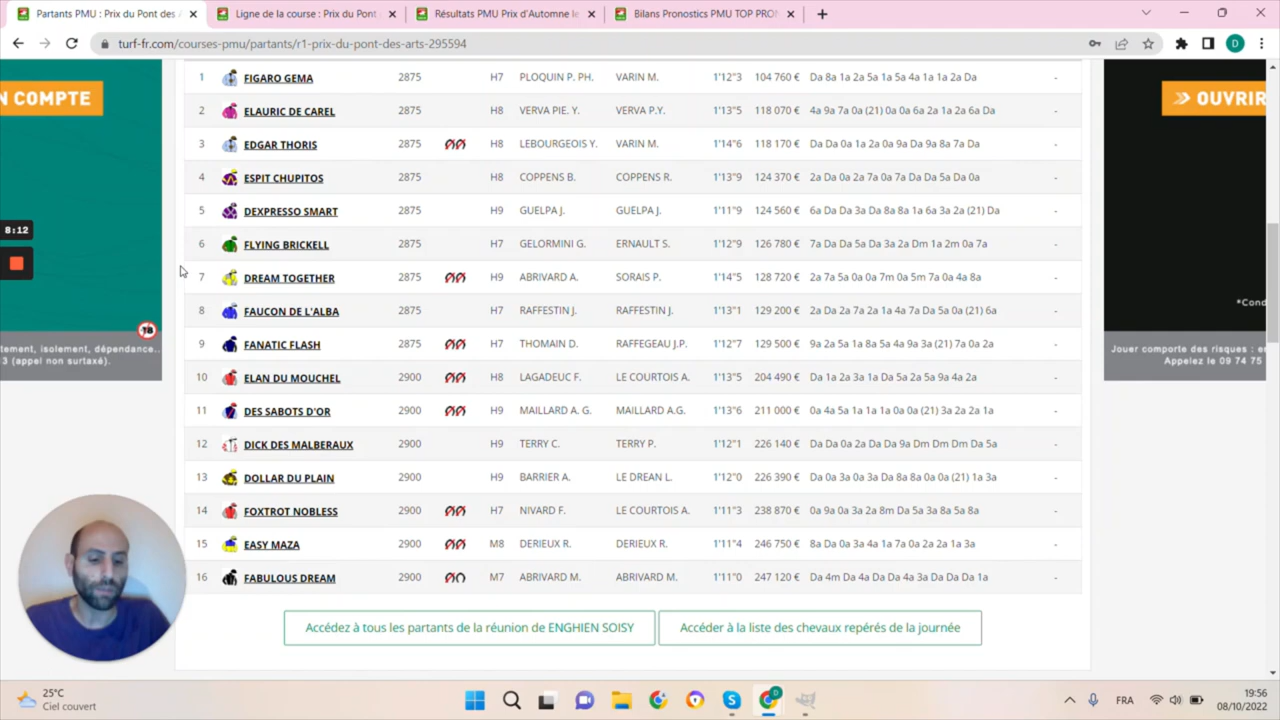 Partants PMU : Prix du Pont des A
Ligne de la course : Prix du Pont
Résultats PMU Prix d'Automne le
Bilans Pronostics PMU TOP PRO
turf-fr.com/courses-pmu/partants/r1-prix-du-pont-des-arts-295594
D
N COMPTE
OUVRIR
1 FIGARO GEMA 2875 H7 PLOQUIN P. PH. VARIN M. 1'12"3 104 760 € Da 8a 1a 2a 5a 1a 5a 4a 1a 1a 2a Da -
2 ELAURIC DE CAREL 2875 H8 VERVA PIE. Y. VERVA P.Y. 1'13"5 118 070 € 4a 9a 7a 0a (21) 0a 0a 6a 2a 1a 2a 6a Da -
3 EDGAR THORIS 2875 H8 LEBOURGEOIS Y. VARIN M. 1'14"6 118 170 € Da Da 0a 1a 2a 0a 9a Da 9a 8a 7a Da -
4 ESPIT CHUPITOS 2875 H8 COPPENS B. COPPENS R. 1'13"9 124 370 € 2a Da 0a 2a 7a 0a 7a Da Da 5a Da 0a -
5 DEXPRESSO SMART 2875 H9 GUELPA J. GUELPA J. 1'11"9 124 560 € 6a Da Da 3a Da 8a 8a 1a 6a 3a 2a (21) Da -
6 FLYING BRICKELL 2875 H7 GELORMINI G. ERNAULT S. 1'12"9 126 780 € 7a Da Da 5a Da 3a 2a Dm 1a 2m 0a 7a -
7 DREAM TOGETHER 2875 H9 ABRIVARD A. SORAIS P. 1'14"5 128 720 € 2a 7a 5a 0a 0a 7m 0a 5m 7a 0a 4a 8a -
8 FAUCON DE L'ALBA 2875 H7 RAFFESTIN J. RAFFESTIN J. 1'13"1 129 200 € 2a Da 7a 2a 1a 4a 7a Da 5a 0a (21) 6a -
9 FANATIC FLASH 2875 H7 THOMAIN D. RAFFEGEAU J.P. 1'12"7 129 500 € 9a 2a 5a 1a 8a 5a 4a 9a 3a (21) 7a 0a 2a -
10 ELAN DU MOUCHEL 2900 H8 LAGADEUC F. LE COURTOIS A. 1'13"5 204 490 € Da 1a 2a 3a 1a Da 5a 2a 5a 9a 4a 2a -
11 DES SABOTS D'OR 2900 H9 MAILLARD A. G. MAILLARD A.G. 1'13"6 211 000 € 0a 4a 5a 1a 1a 1a 0a 0a (21) 3a 2a 2a 1a -
12 DICK DES MALBERAUX 2900 H9 TERRY C. TERRY P. 1'12"1 226 140 € Da Da 0a 2a Da Da 9a Dm Dm Dm Da 5a -
13 DOLLAR DU PLAIN 2900 H9 BARRIER A. LE DREAN L. 1'12"0 226 390 € Da 0a 3a 0a 3a Da 8a 8a 0a 0a (21) 1a 3a -
14 FOXTROT NOBLESS 2900 H7 NIVARD F. LE COURTOIS A. 1'11"3 238 870 € 0a 9a 0a 3a 2a 8m Da 5a 3a 8a 5a 8a -
15 EASY MAZA 2900 M8 DERIEUX R. DERIEUX R. 1'11"4 246 750 € 8a Da 0a 3a 4a 1a 7a 0a 2a 2a 1a 3a -
16 FABULOUS DREAM 2900 M7 ABRIVARD M. ABRIVARD M. 1'11"0 247 120 € Da 4m Da 4a Da Da 4a 3a Da Da Da 1a -
8:12
18
*Cond
tement, isolement, dépendance..
3 (appel non surtaxé).
Jouer comporte des risques : en
Appelez le 09 74 75
Accédez à tous les partants de la réunion de ENGHIEN SOISY
Accéder à la liste des chevaux repérés de la journée
25°C
Ciel couvert
D
FRA
19:56
08/10/2022